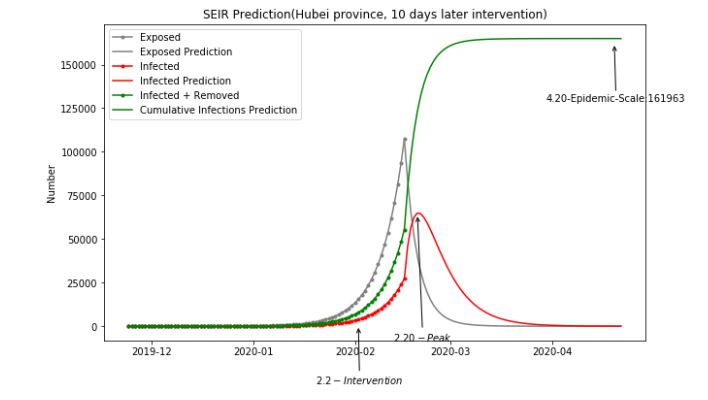 SEIR Prediction(Hubei province, 10 days later intervention)
Exposed
Exposed Prediction
Infected
Infected Prediction
Infected + Removed
Cumulative Infections Prediction
150000
125000
100000
75000
50000
25000
0
Number
4.20-Epidemic-Scale:161963
2.20 − Peak
2019-12
2020-01
2020-02
2020-03
2020-04
2.2 − Intervention